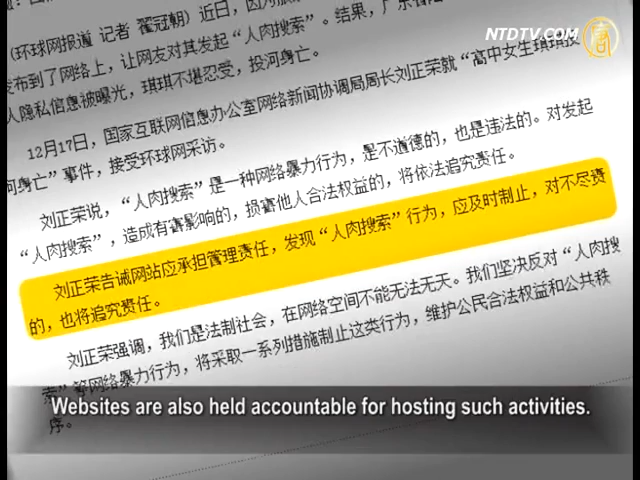 NTDTV.COM
(环球网报道 记者 翟冠朝) 近日，因为
发布到了网络上，让网友对其发起“人肉搜索”。结果，广东省
人隐私信息被曝光，琪琪不堪忍受，投河身亡。
12月17日，国家互联网信息办公室网络新闻协调局局长刘正荣就“高中女生琪琪投
河身亡”事件，接受环球网采访。
刘正荣说，“人肉搜索”是一种网络暴力行为，是不道德的，也是违法的。对发起
“人肉搜索”，造成有害影响的，损害他人合法权益的，将依法追究责任。
刘正荣告诫网站应承担管理责任，发现“人肉搜索”行为，应及时制止，对不尽责
的，也将追究责任。
刘正荣强调，我们是法制社会，在网络空间不能无法无天。我们坚决反对“人肉搜
索”等网络暴力行为，将采取一系列措施制止这类行为，维护公民合法权益和公共秩
序。
Websites are also held accountable for hosting such activities.